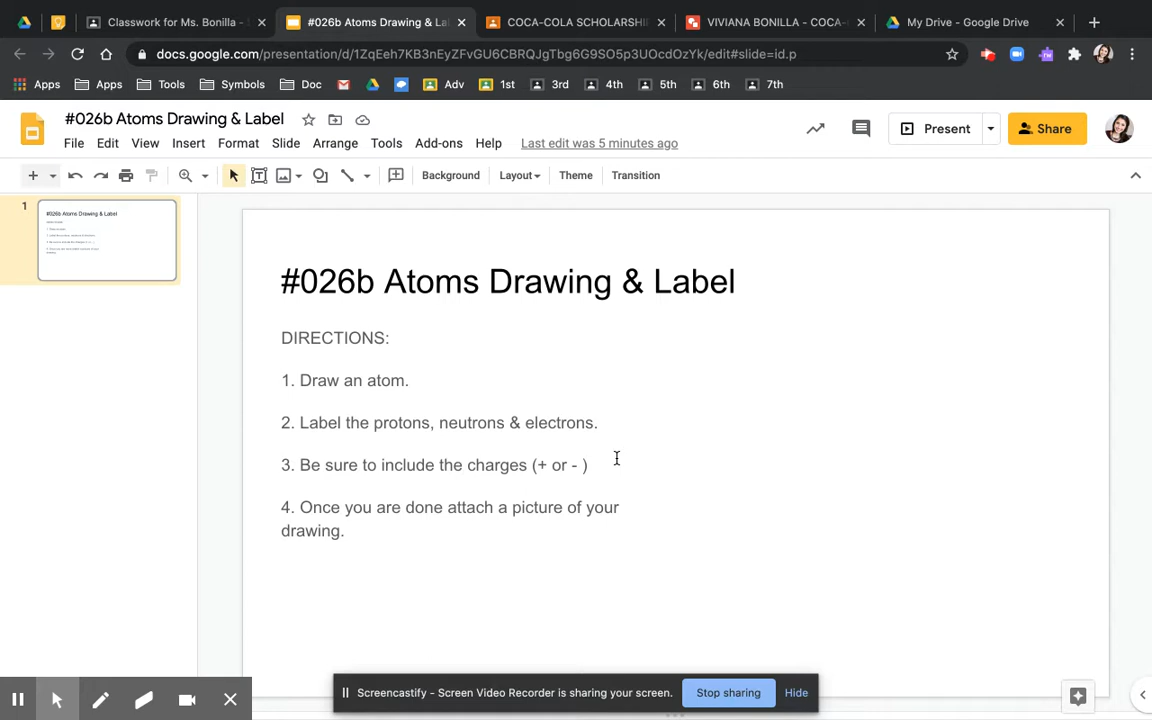 Classwork for Ms. Bonilla -
#026b Atoms Drawing & La
COCA-COLA SCHOLARSHI
VIVIANA BONILLA - COCA-
My Drive - Google Drive
docs.google.com/presentation/d/1ZqEeh7KB3nEyZFvGU6CBRQJgTbg6G9SO5p3UOcdOzYk/edit#slide=id.p
Apps Apps Tools Symbols Doc Adv 1st 3rd 4th 5th 6th 7th
#026b Atoms Drawing & Label
File Edit View Insert Format Slide Arrange Tools Add-ons Help Last edit was 5 minutes ago
Present
Share
Background Layout Theme Transition
1
#026b Atoms Drawing & Label
#026b Atoms Drawing & Label
DIRECTIONS:
1. Draw an atom.
2. Label the protons, neutrons & electrons.
3. Be sure to include the charges (+ or - )
4. Once you are done attach a picture of your
drawing.
Screencastify - Screen Video Recorder is sharing your screen. Stop sharing Hide